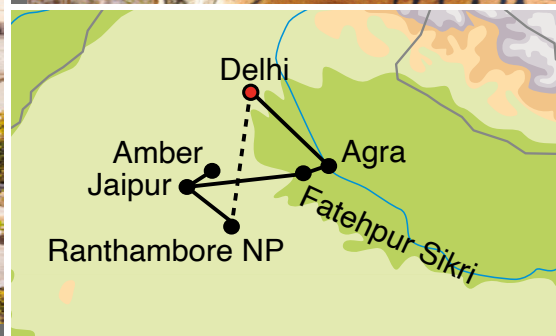 Delhi
Amber
Agra
Jaipur
Fatehpur Sikri
Ranthambore NP